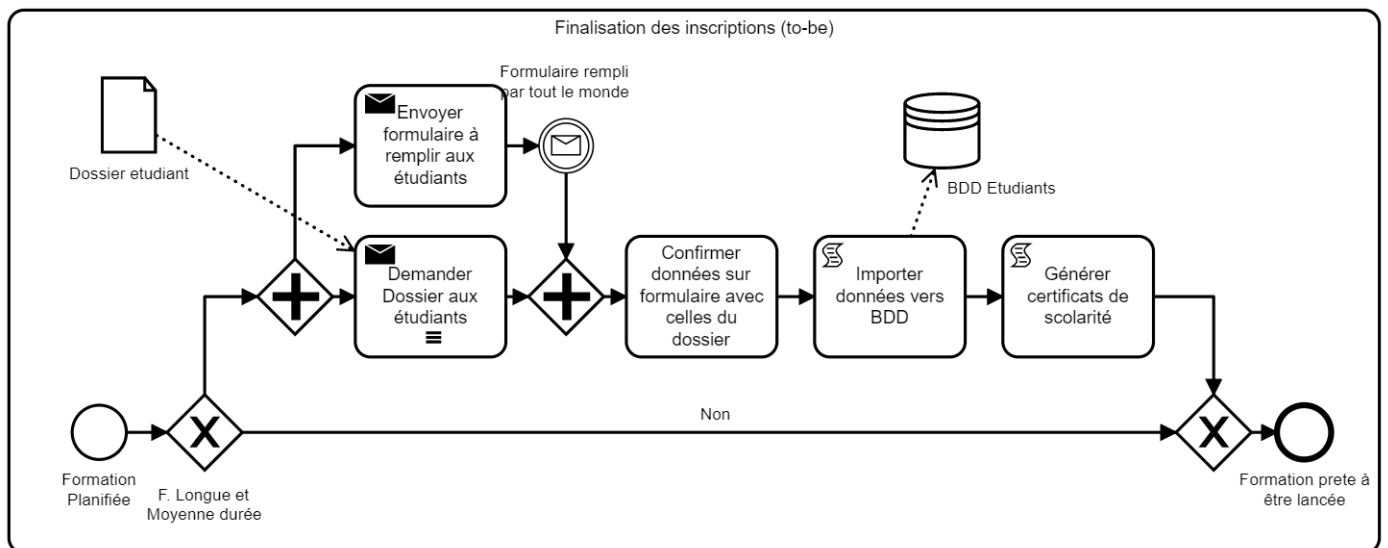 Finalisation des inscriptions (to-be)
Formulaire rempli
par tout le monde
Envoyer
formulaire à
remplir aux
étudiants
Dossier etudiant
BDD Etudiants
Demander
Dossier aux
étudiants
Confirmer
données sur
formulaire avec
celles du
dossier
Importer
données vers
BDD
Générer
certificats de
scolarité
Non
Formation
Planifiée
F. Longue et
Moyenne durée
Formation prete à
être lancée